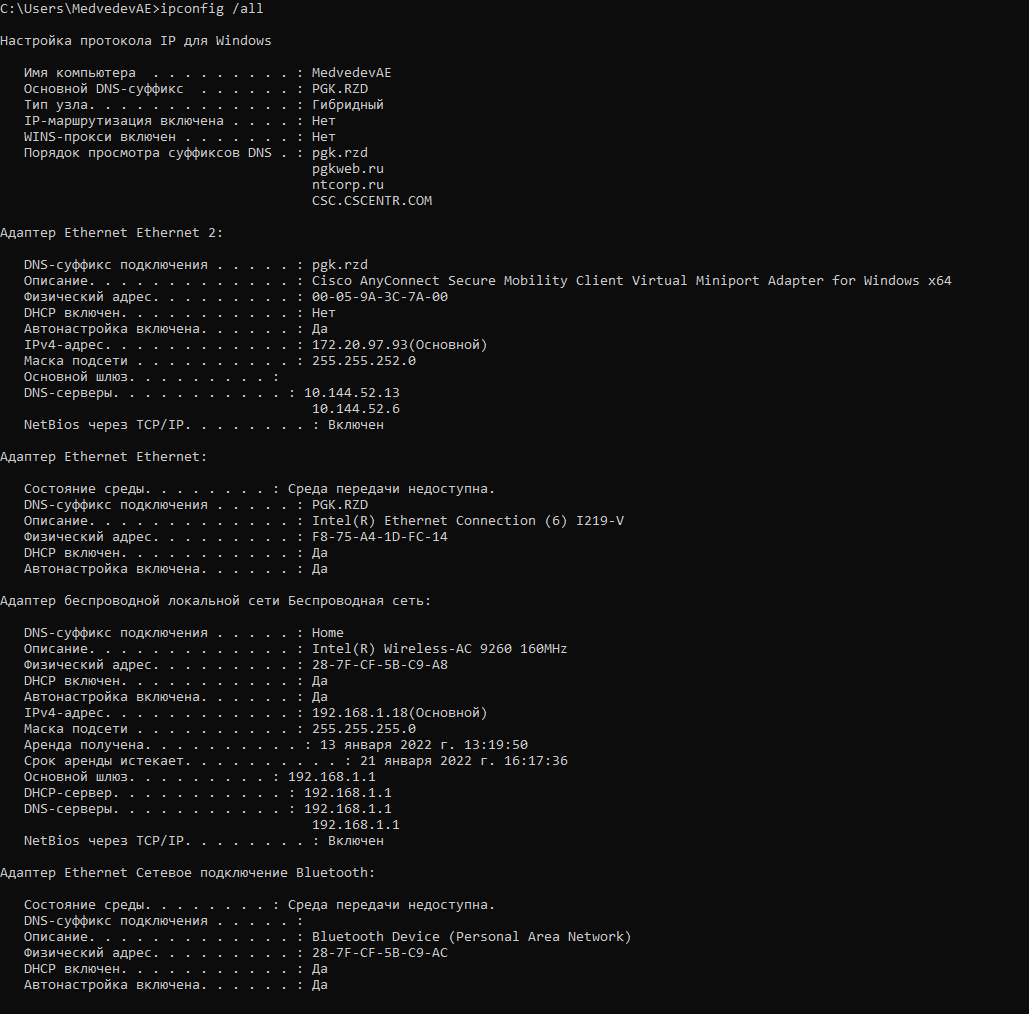 C:\Users\MedvedevAE>ipconfig /all
Настройка протокола IP для Windows
Имя компьютера . . . . . . . . . : MedvedevAE
Основной DNS-суффикс . . . . . . : PGK.RZD
Тип узла. . . . . . . . . . . . . : Гибридный
IP-маршрутизация включена . . . . : Нет
WINS-прокси включен . . . . . . . : Нет
Порядок просмотра суффиксов DNS . : pgk.rzd
pgkweb.ru
ntcorp.ru
CSC.CSCENTR.COM
Адаптер Ethernet Ethernet 2:
DNS-суффикс подключения . . . . . : pgk.rzd
Описание. . . . . . . . . . . . . : Cisco AnyConnect Secure Mobility Client Virtual Miniport Adapter for Windows x64
Физический адрес. . . . . . . . . : 00-05-9A-3C-7A-00
DHCP включен. . . . . . . . . . . : Нет
Автонастройка включена. . . . . . : Да
IPv4-адрес. . . . . . . . . . . . : 172.20.97.93(Основной)
Маска подсети . . . . . . . . . . : 255.255.252.0
Основной шлюз. . . . . . . . . :
DNS-серверы. . . . . . . . . . . : 10.144.52.13
10.144.52.6
NetBios через TCP/IP. . . . . . . . : Включен
Адаптер Ethernet Ethernet:
Состояние среды. . . . . . . . : Среда передачи недоступна.
DNS-суффикс подключения . . . . . : PGK.RZD
Описание. . . . . . . . . . . . . : Intel(R) Ethernet Connection (6) I219-V
Физический адрес. . . . . . . . . : F8-75-A4-1D-FC-14
DHCP включен. . . . . . . . . . . : Да
Автонастройка включена. . . . . . : Да
Адаптер беспроводной локальной сети Беспроводная сеть:
DNS-суффикс подключения . . . . . : Home
Описание. . . . . . . . . . . . . : Intel(R) Wireless-AC 9260 160MHz
Физический адрес. . . . . . . . . : 28-7F-CF-5B-C9-A8
DHCP включен. . . . . . . . . . . : Да
Автонастройка включена. . . . . . : Да
IPv4-адрес. . . . . . . . . . . . : 192.168.1.18(Основной)
Маска подсети . . . . . . . . . . : 255.255.255.0
Аренда получена. . . . . . . . . . : 13 января 2022 г. 13:19:50
Срок аренды истекает. . . . . . . . . . : 21 января 2022 г. 16:17:36
Основной шлюз. . . . . . . . . : 192.168.1.1
DHCP-сервер. . . . . . . . . . . : 192.168.1.1
DNS-серверы. . . . . . . . . . . : 192.168.1.1
192.168.1.1
NetBios через TCP/IP. . . . . . . . : Включен
Адаптер Ethernet Сетевое подключение Bluetooth:
Состояние среды. . . . . . . . : Среда передачи недоступна.
DNS-суффикс подключения . . . . . :
Описание. . . . . . . . . . . . . : Bluetooth Device (Personal Area Network)
Физический адрес. . . . . . . . . : 28-7F-CF-5B-C9-AC
DHCP включен. . . . . . . . . . . : Да
Автонастройка включена. . . . . . : Да